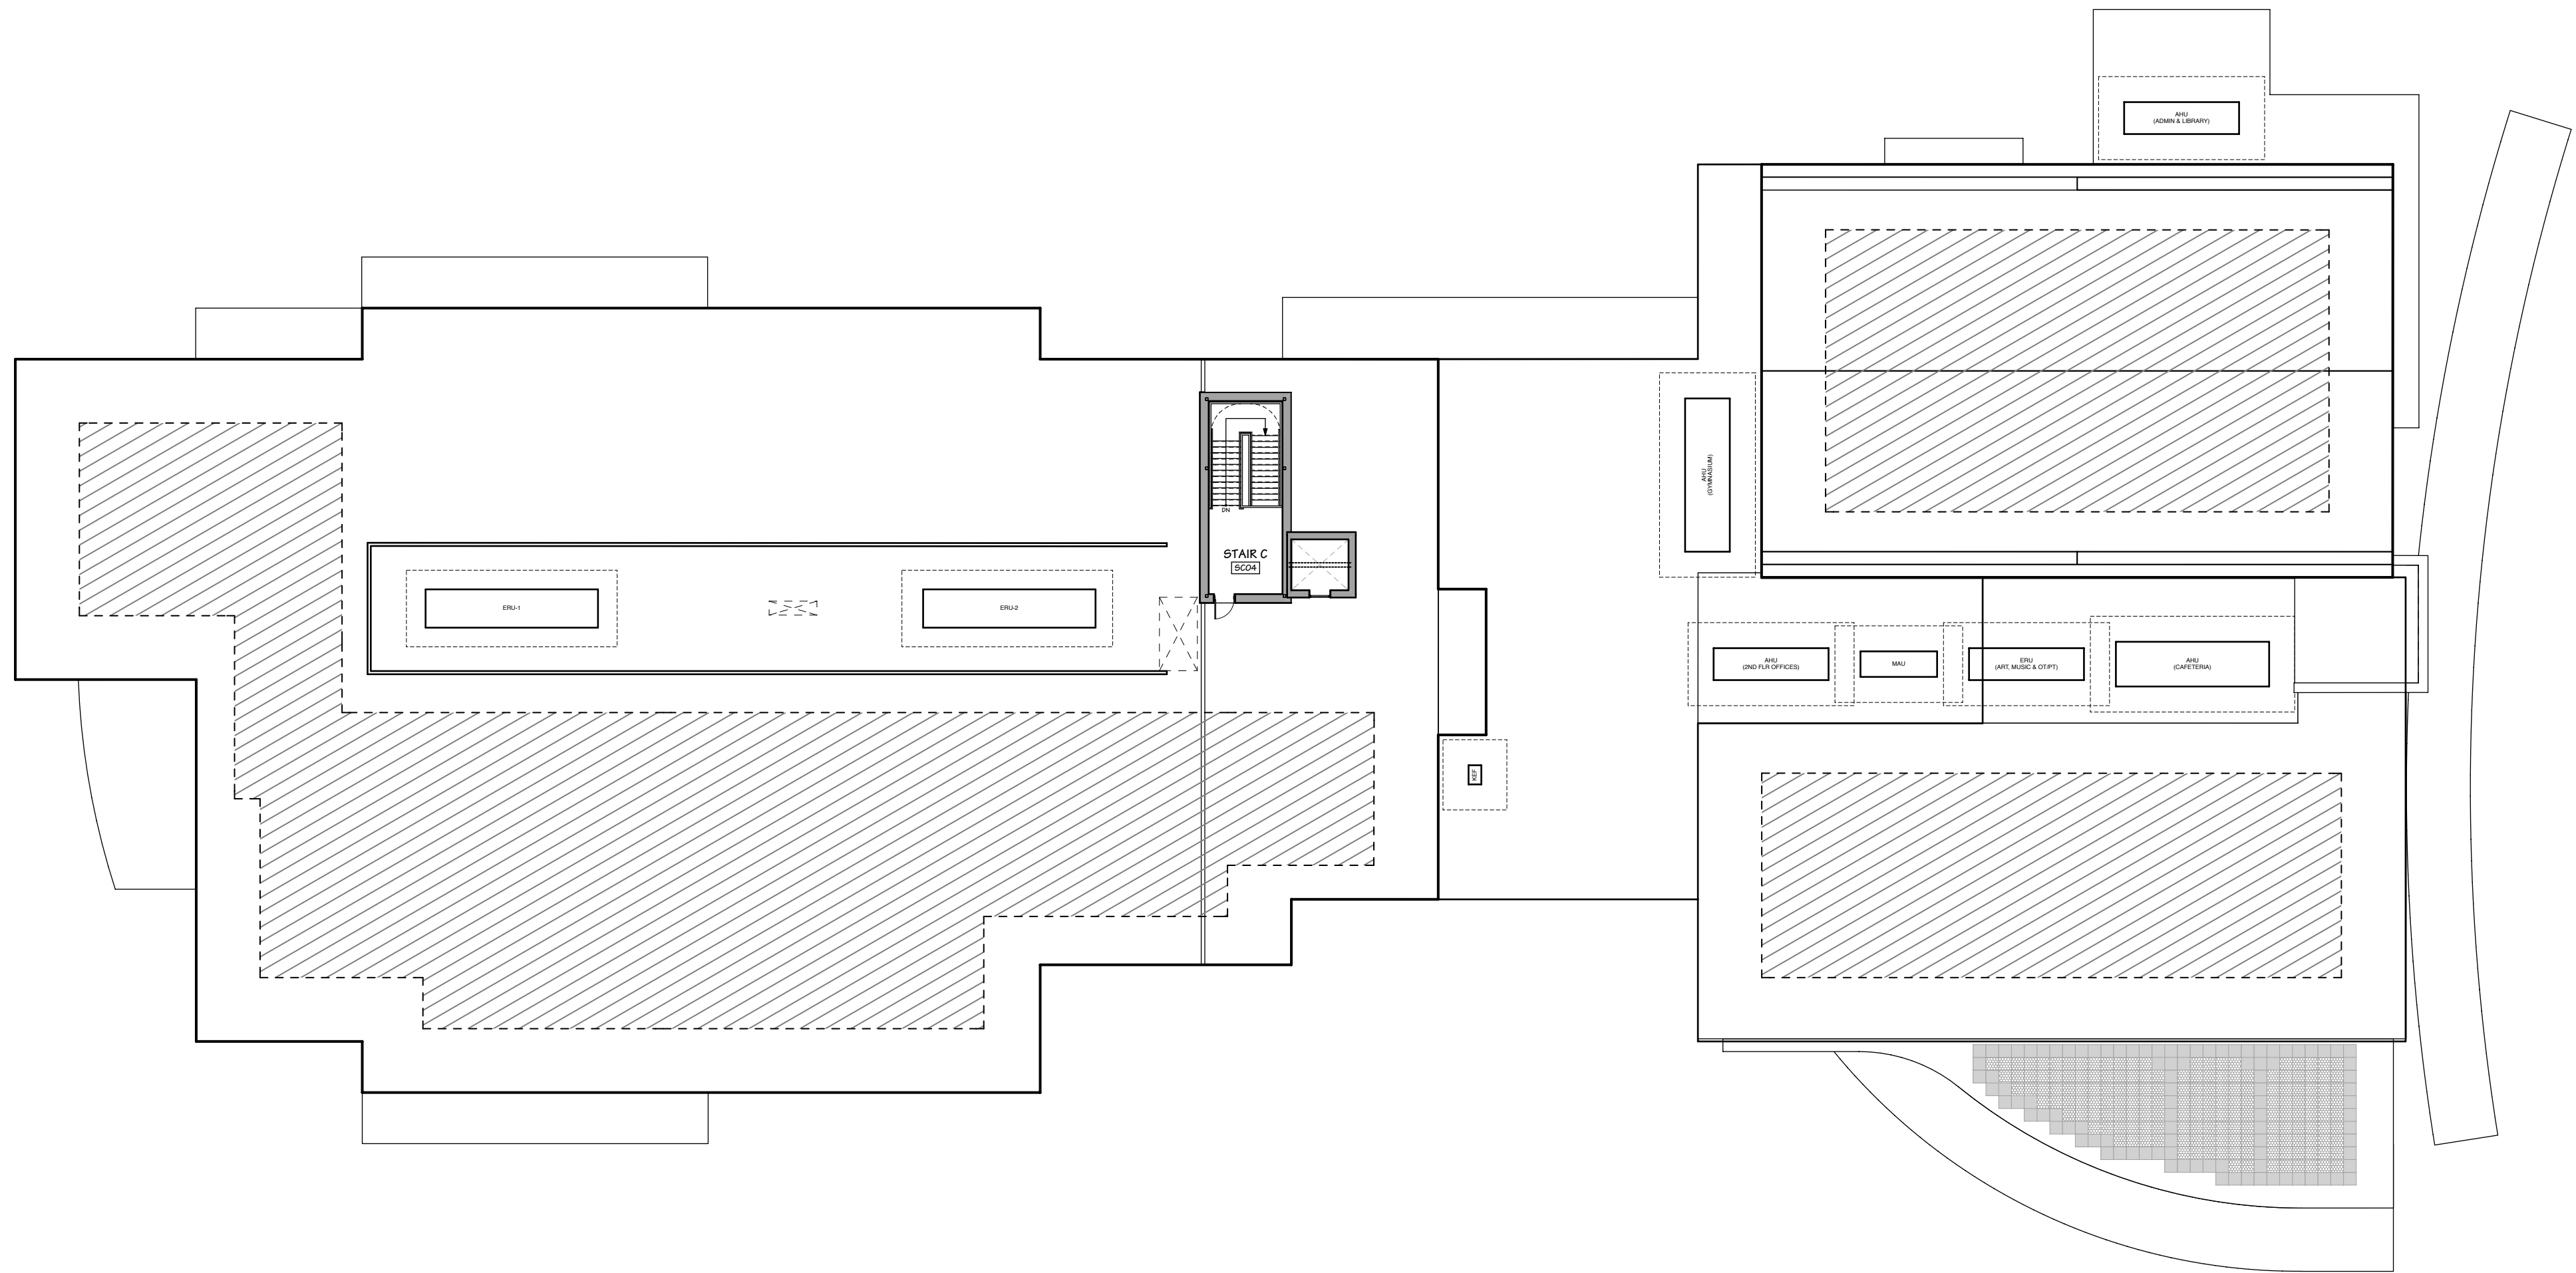 AHU
(ADMIN & LIBRARY)
AHU
(GYMNASIUM)
DN
STAIR C
SC04
ERU-1
ERU-2
AHU
(2ND FLR OFFICES)
MAU
ERU
(ART, MUSIC & OT/PT)
AHU
(CAFETERIA)
KEF